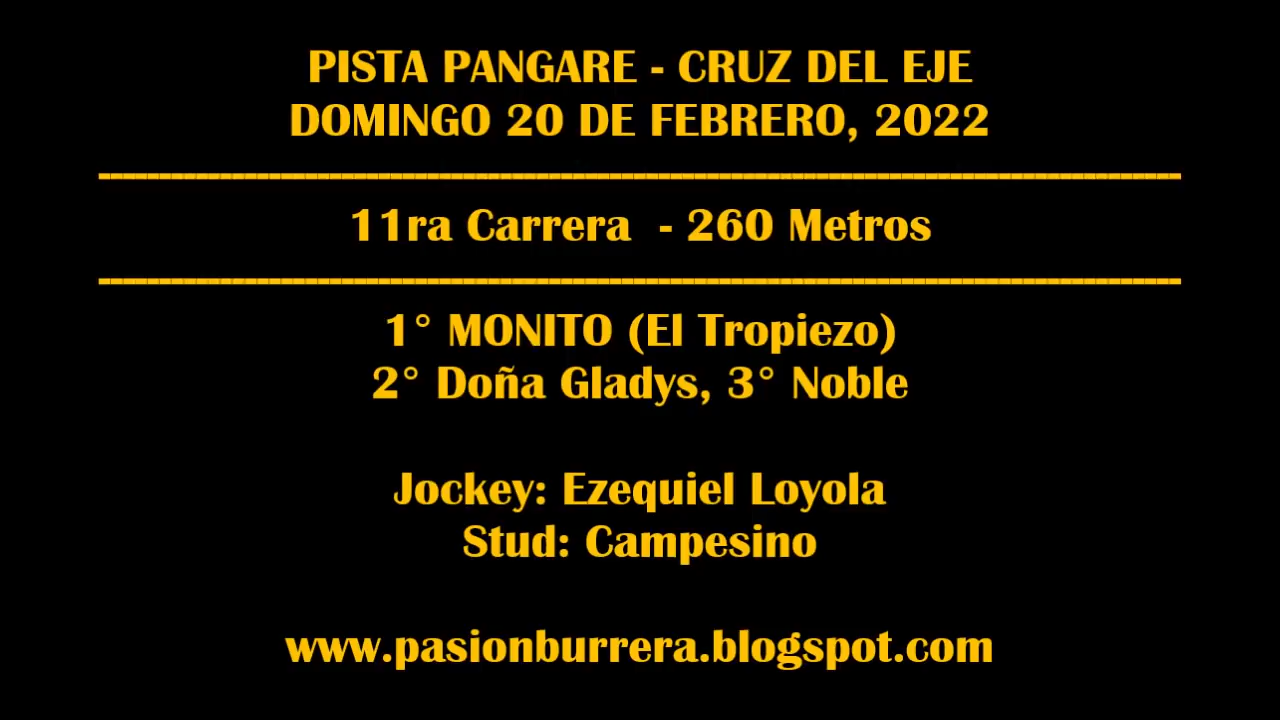 PISTA PANGARE - CRUZ DEL EJE
DOMINGO 20 DE FEBRERO, 2022
11ra Carrera - 260 Metros
1° MONITO (El Tropiezo)
2° Doña Gladys, 3° Noble
Jockey: Ezequiel Loyola
Stud: Campesino
www.pasionburrera.blogspot.com